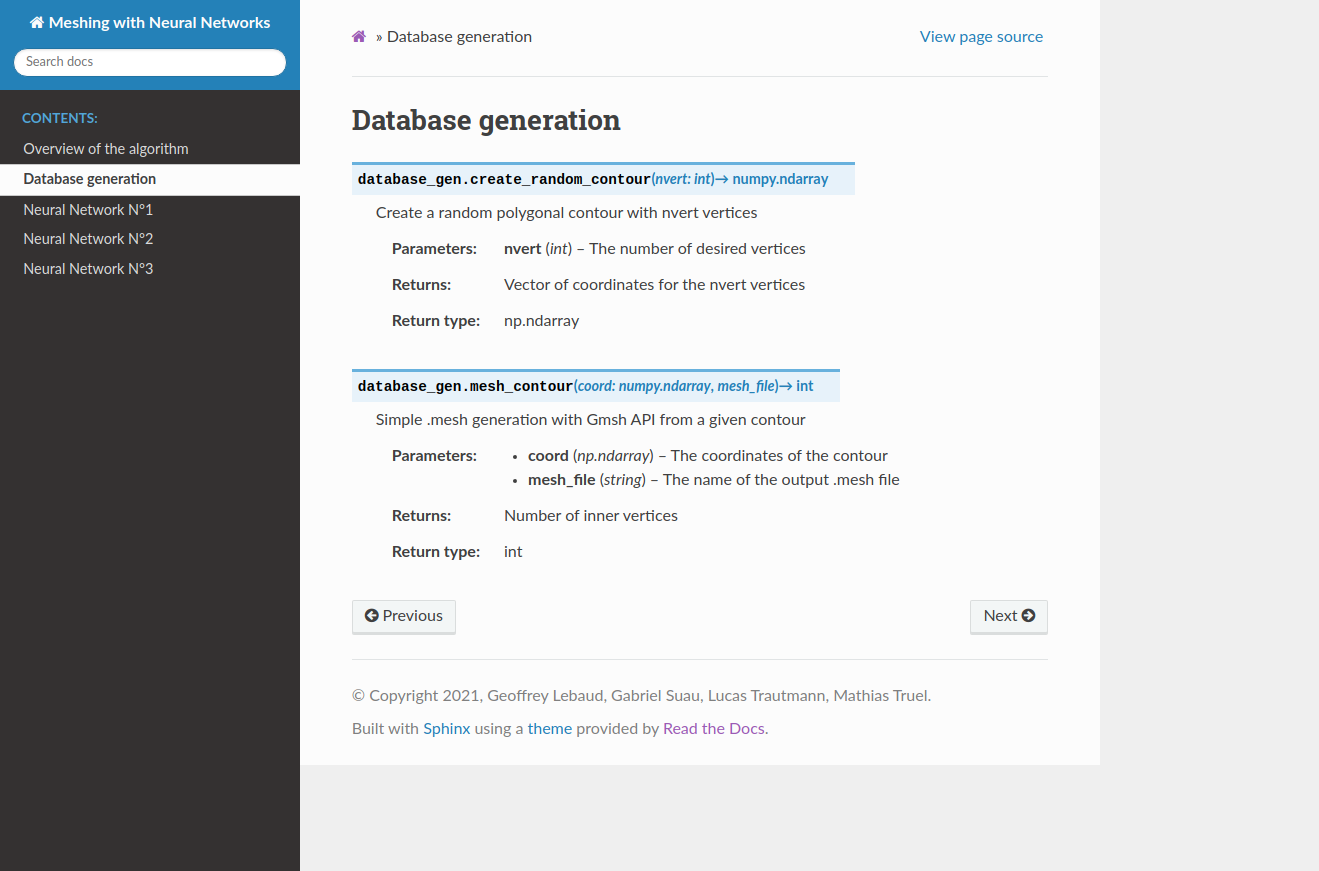 Meshing with Neural Networks
Search docs
CONTENTS:
Overview of the algorithm
Database generation
Neural Network N°1
Neural Network N°2
Neural Network N°3
» Database generation
View page source
Database generation
database_gen.create_random_contour(nvert: int)→ numpy.ndarray
Create a random polygonal contour with nvert vertices
Parameters: nvert (int) – The number of desired vertices
Returns: Vector of coordinates for the nvert vertices
Return type: np.ndarray
database_gen.mesh_contour(coord: numpy.ndarray, mesh_file)→ int
Simple .mesh generation with Gmsh API from a given contour
Parameters: • coord (np.ndarray) – The coordinates of the contour
• mesh_file (string) – The name of the output .mesh file
Returns: Number of inner vertices
Return type: int
Previous
Next
© Copyright 2021, Geoffrey Lebaud, Gabriel Suau, Lucas Trautmann, Mathias Truel.
Built with Sphinx using a theme provided by Read the Docs.